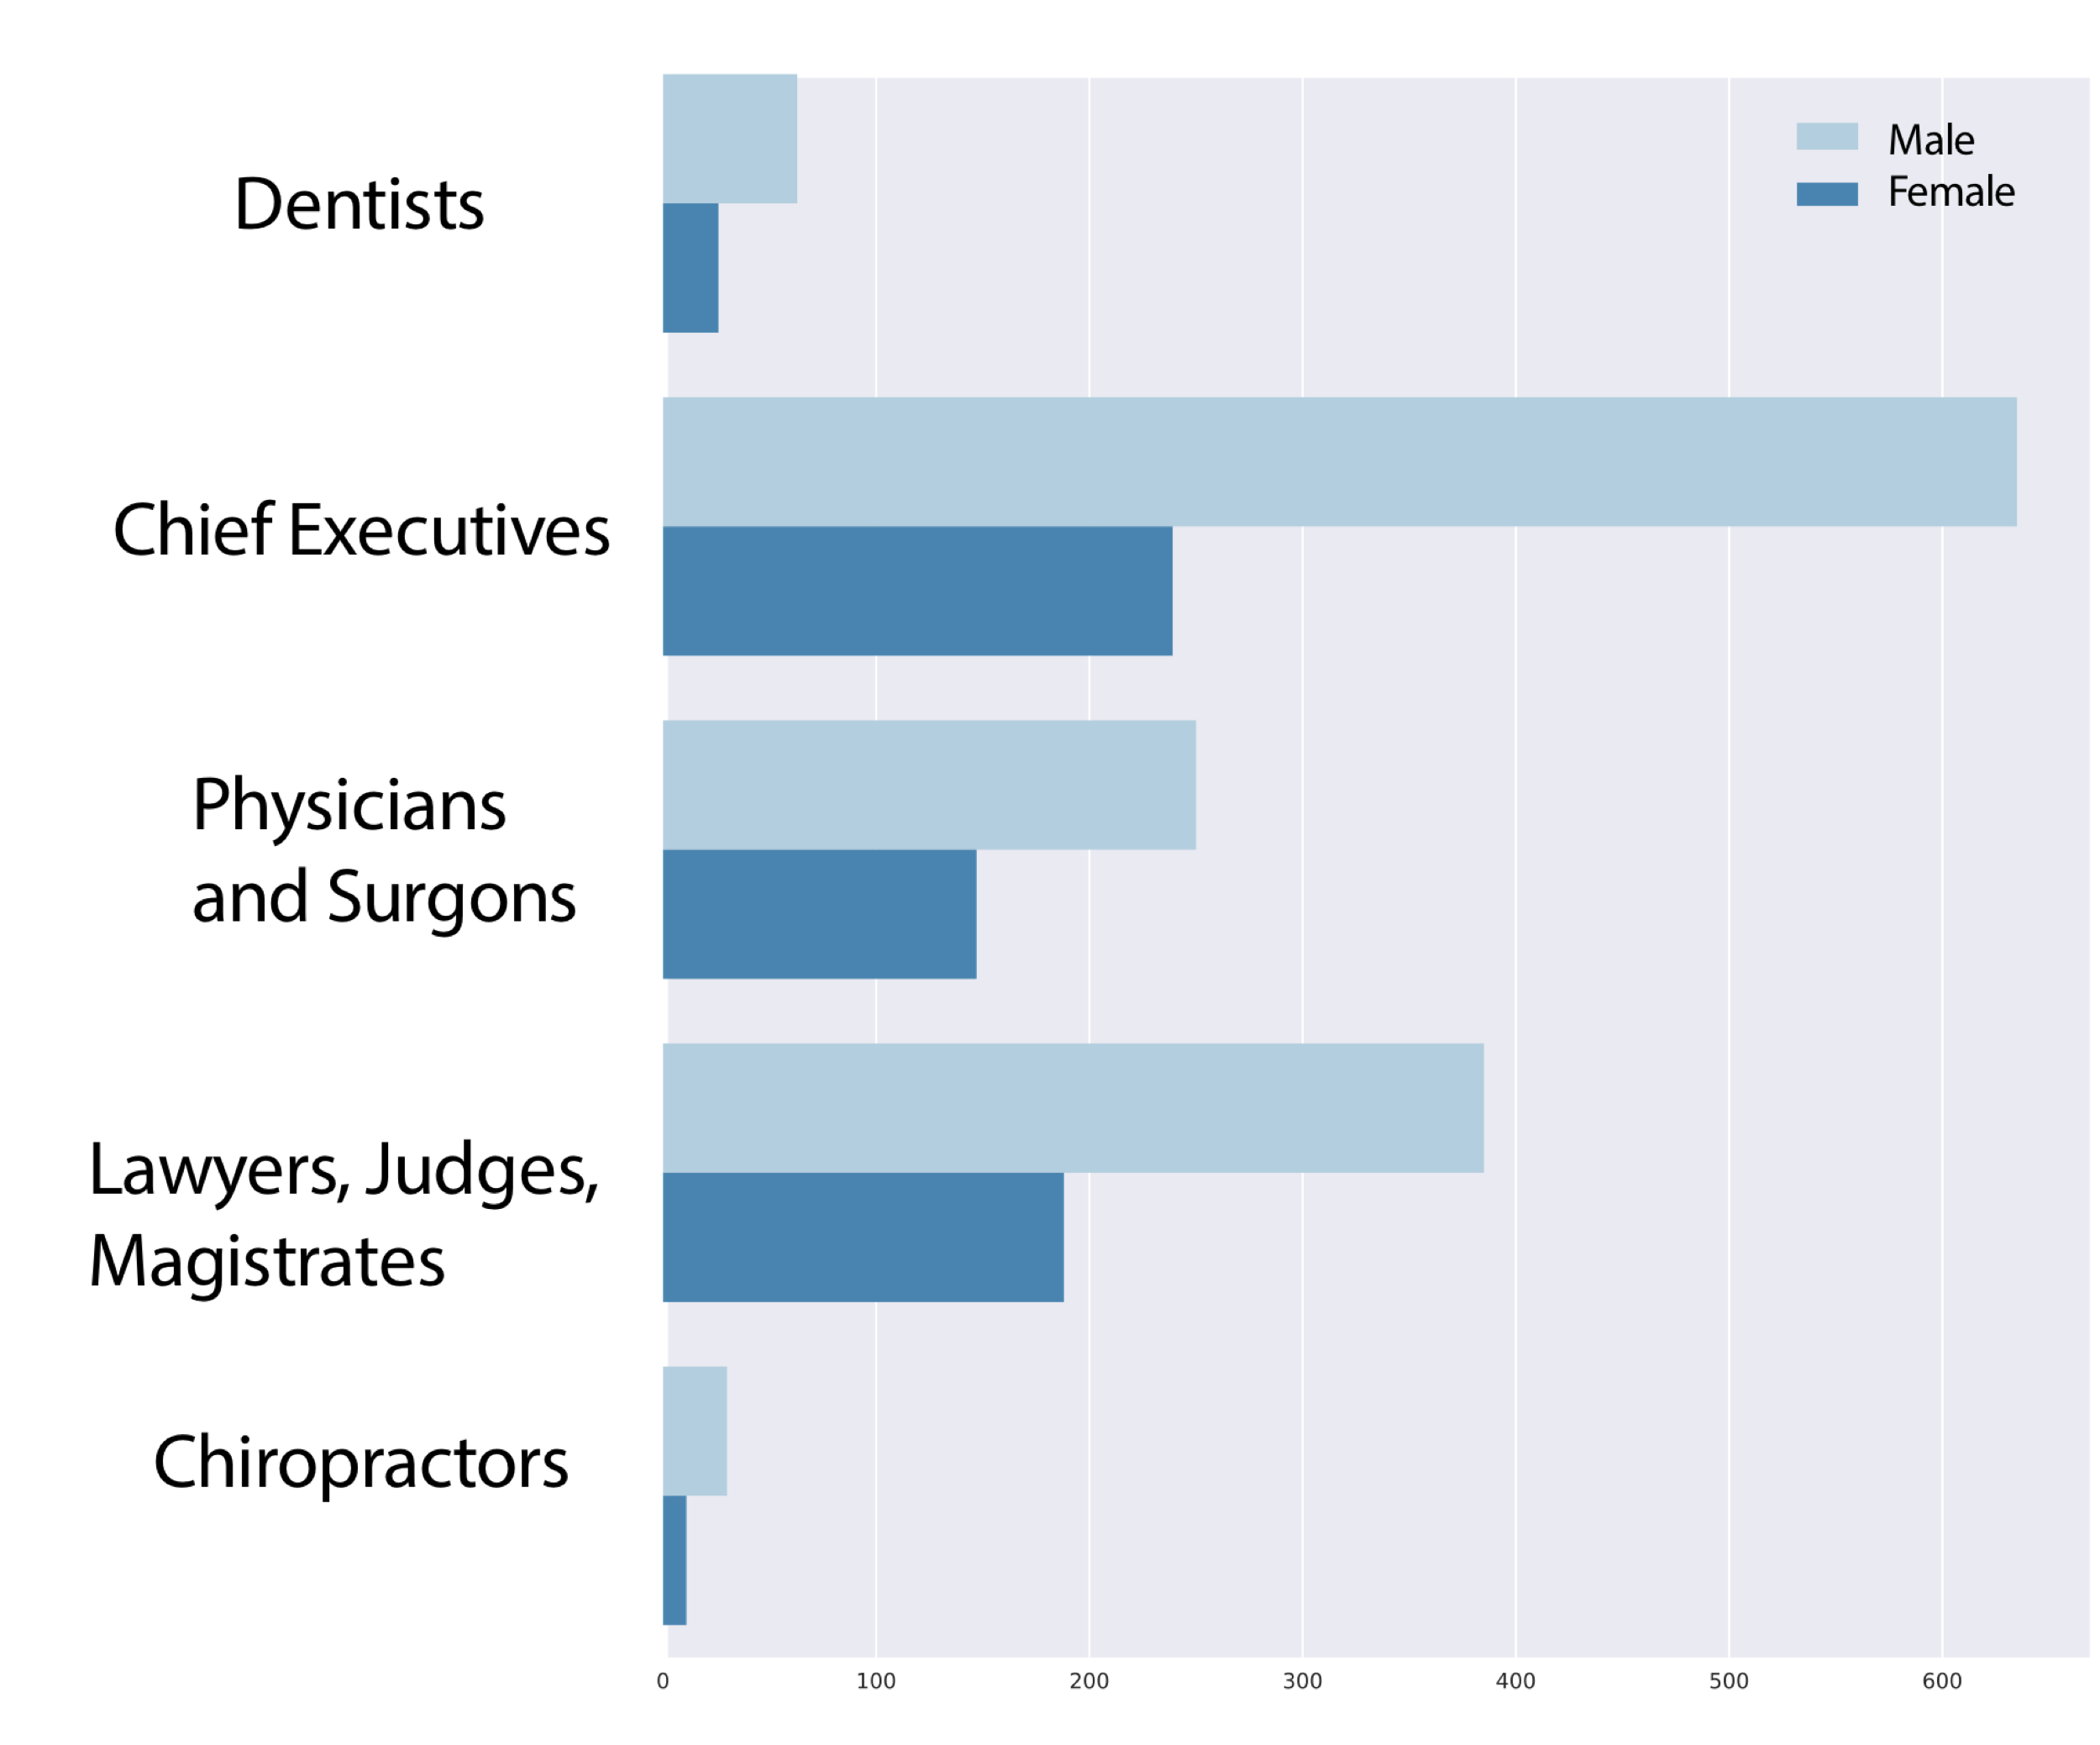 Male
Female
Dentists
Chief Executives
Physicians
and Surgons
Lawyers, Judges,
Magistrates
Chiropractors
0 100 200 300 400 500 600